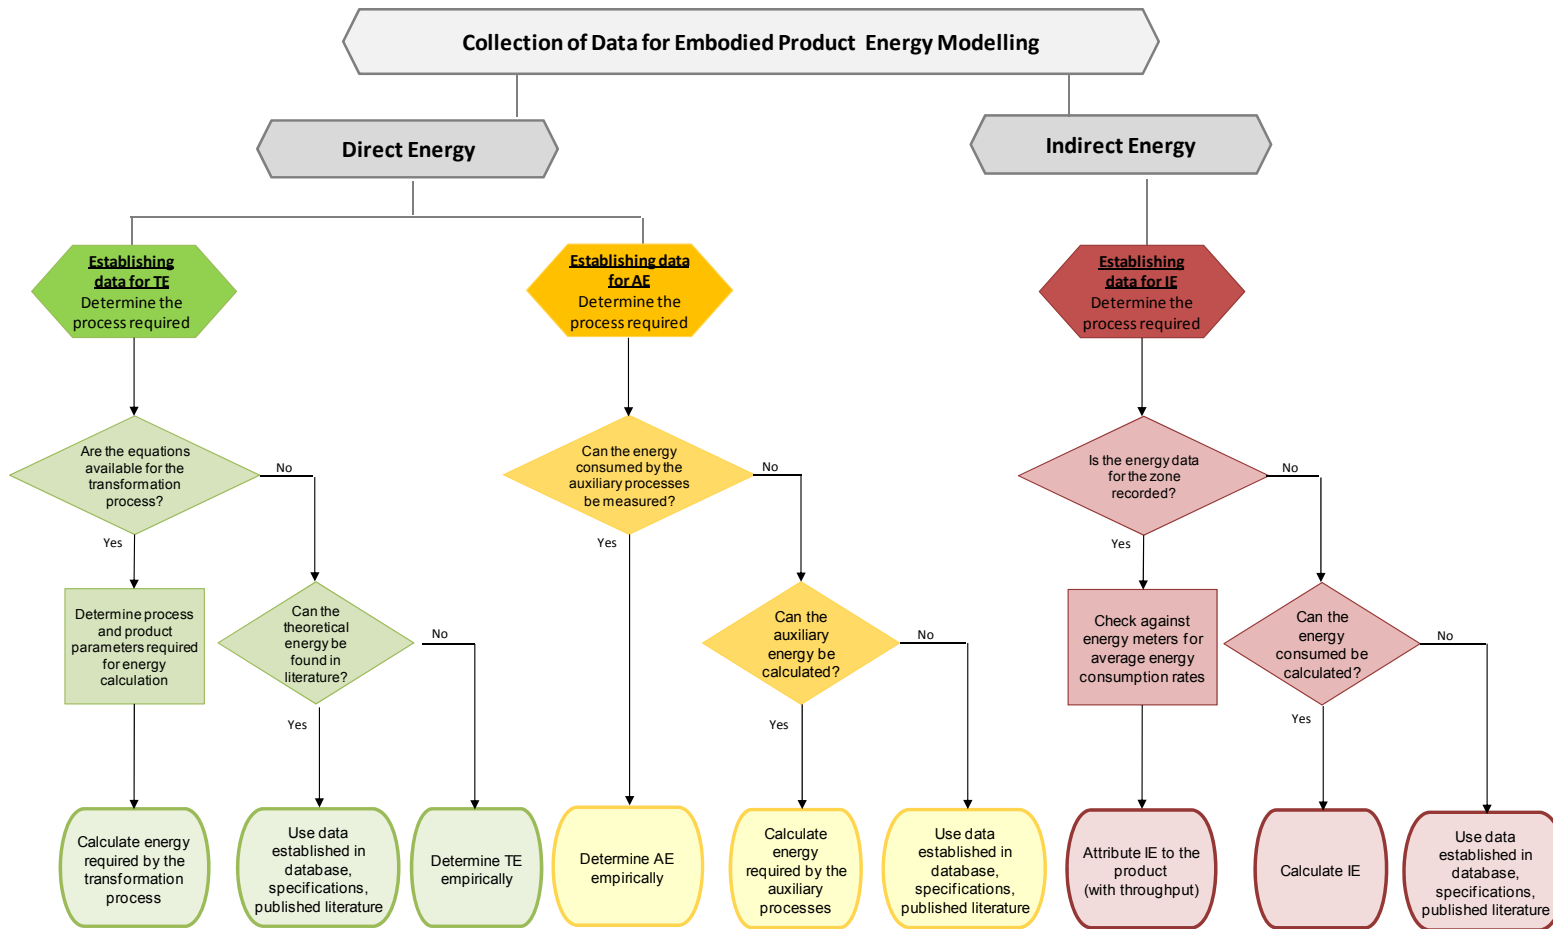 Collection of Data for Embodied Product Energy Modelling
Direct Energy
Indirect Energy
Establishing
data for TE
Determine the
process required
Establishing data
for AE
Determine the
process required
Establishing
data for IE
Determine the
process required
Are the equations
available for the
transformation
process?
No
Yes
Can the energy
consumed by the
auxiliary processes
be measured?
No
Yes
Is the energy data
for the zone
recorded?
No
Yes
Determine process
and product
parameters required
for energy
calculation
Can the
theoretical
energy be
found in
literature?
No
Yes
Can the
auxiliary
energy be
calculated?
No
Yes
Check against
energy meters for
average energy
consumption rates
Can the
energy
consumed be
calculated?
No
Yes
Calculate energy
required by the
transformation
process
Use data
established in
database,
specifications,
published literature
Determine TE
empirically
Determine AE
empirically
Calculate
energy
required by the
auxiliary
processes
Use data
established in
database,
specifications,
published literature
Attribute IE to the
product
(with throughput)
Calculate IE
Use data
established in
database,
specifications,
published literature